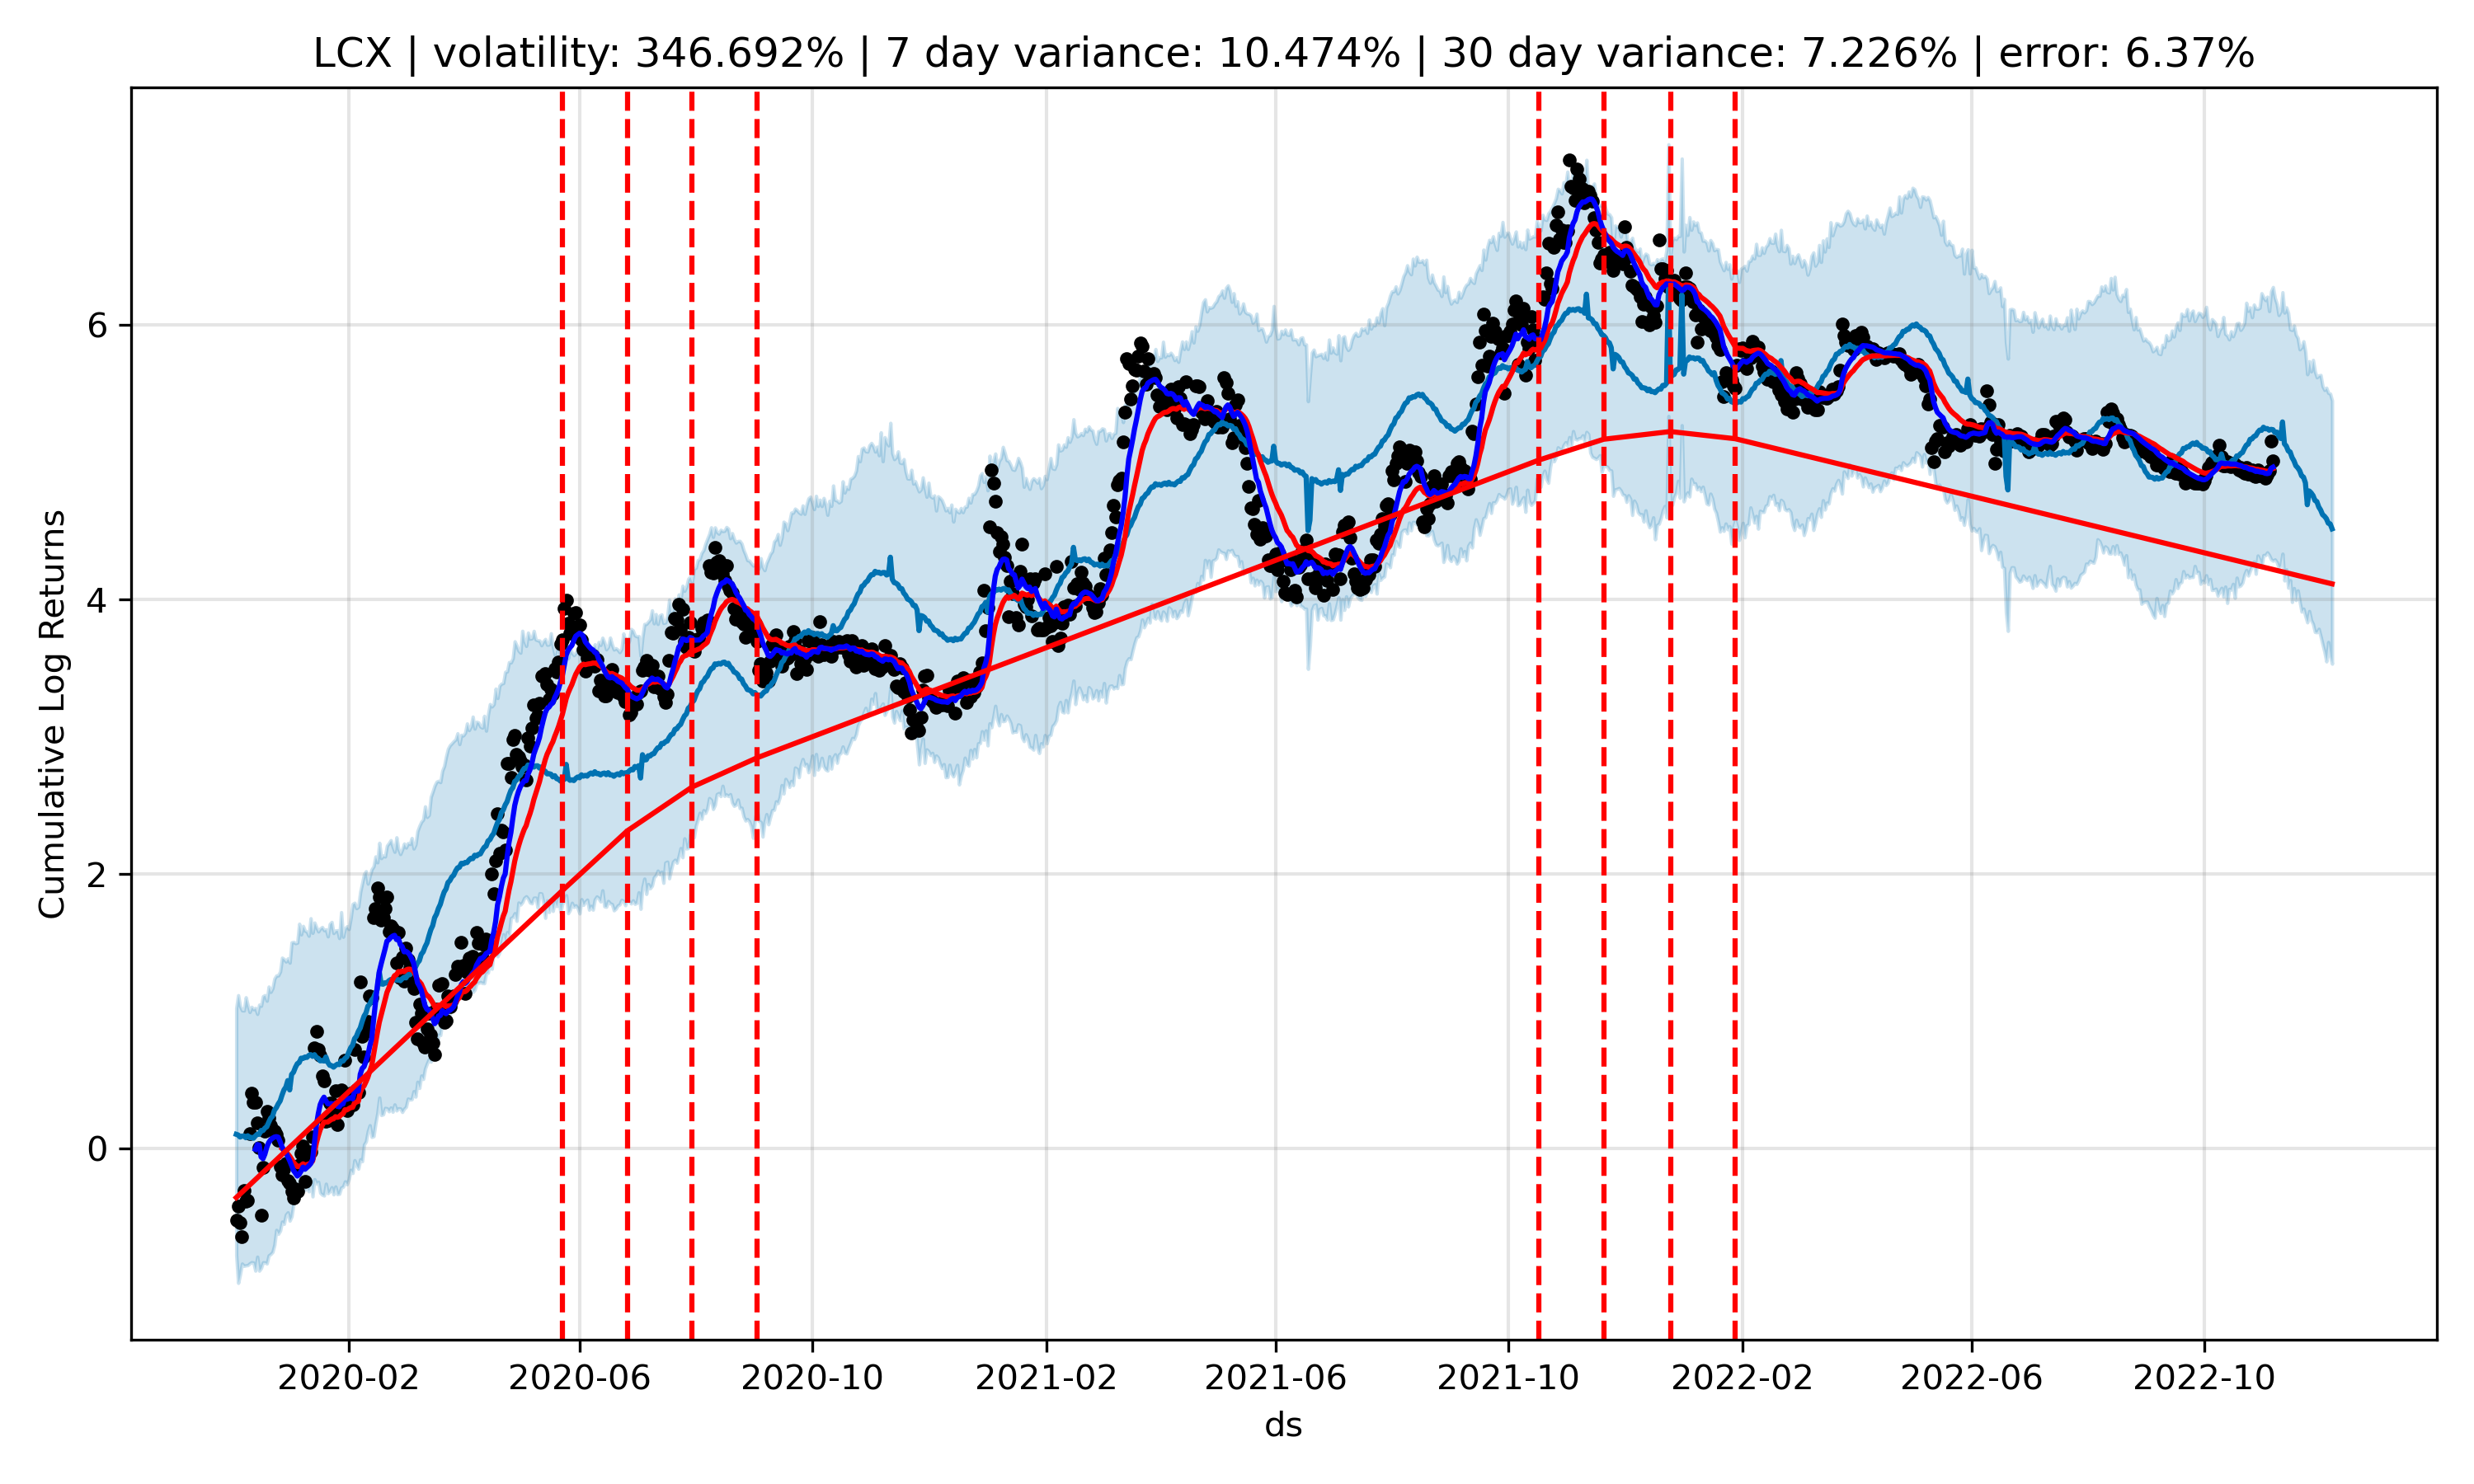 LCX | volatility: 346.692% | 7 day variance: 10.474% | 30 day variance: 7.226% | error: 6.37%
Cumulative Log Returns
6
4
2
0
2020-02 2020-06 2020-10 2021-02 2021-06 2021-10 2022-02 2022-06 2022-10
ds